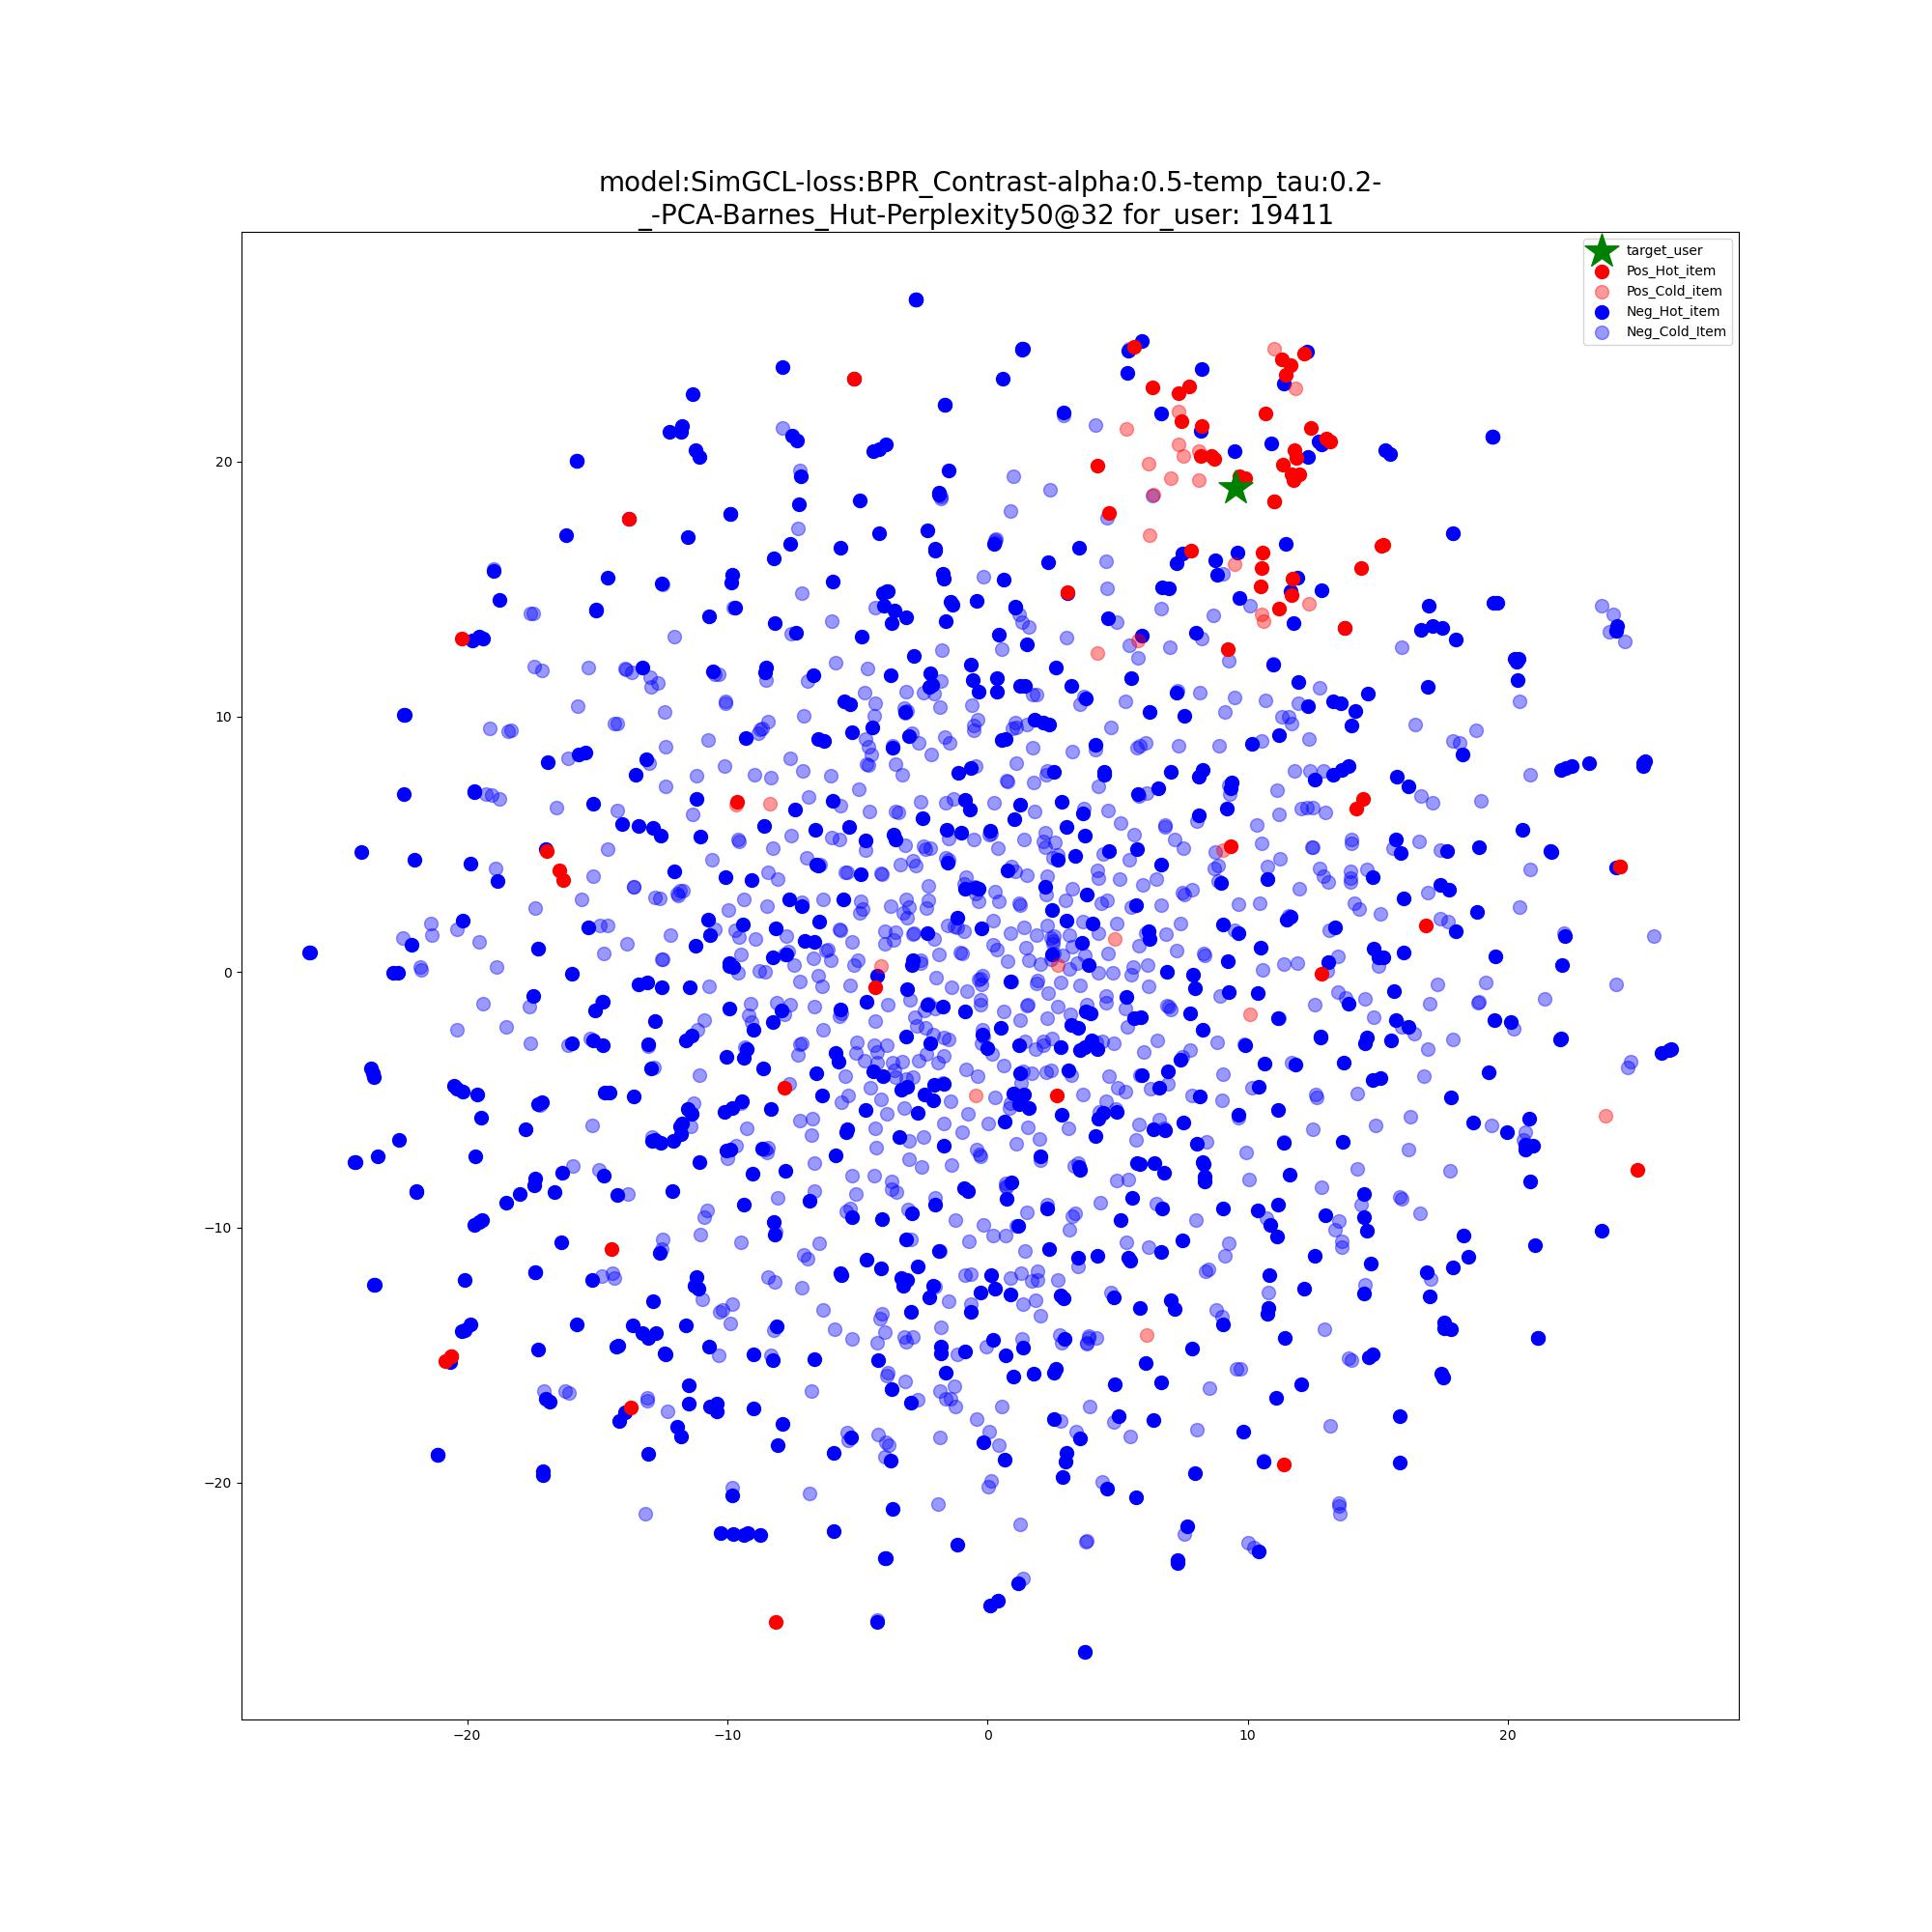 model:SimGCL-loss:BPR_Contrast-alpha:0.5-temp_tau:0.2-
_-PCA-Barnes_Hut-Perplexity50@32 for_user: 19411
target_user
Pos_Hot_item
Pos_Cold_item
Neg_Hot_item
Neg_Cold_Item
20
10
0
−10
−20
−20
−10
0
10
20